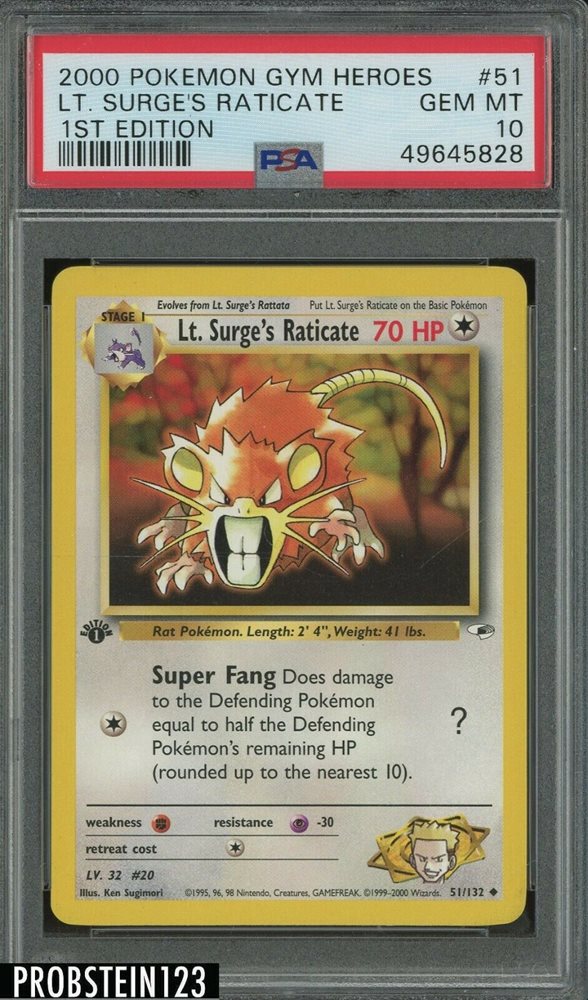 2000 POKEMON GYM HEROES #51
LT. SURGE'S RATICATE GEM MT
1ST EDITION 10
PSA 49645828
Evolves from Lt. Surge's Rattata Put Lt. Surge's Raticate on the Basic Pokémon
STAGE 1
Lt. Surge's Raticate 70 HP
EDITION 1
Rat Pokémon. Length: 2' 4", Weight: 41 lbs.
Super Fang Does damage
to the Defending Pokémon
equal to half the Defending
Pokémon's remaining HP
(rounded up to the nearest 10).
?
weakness resistance -30
retreat cost
LV. 32 #20
Illus. Ken Sugimori ©1995, 96, 98 Nintendo, Creatures, GAMEFREAK. ©1999-2000 Wizards. 51/132
PROBSTEIN123